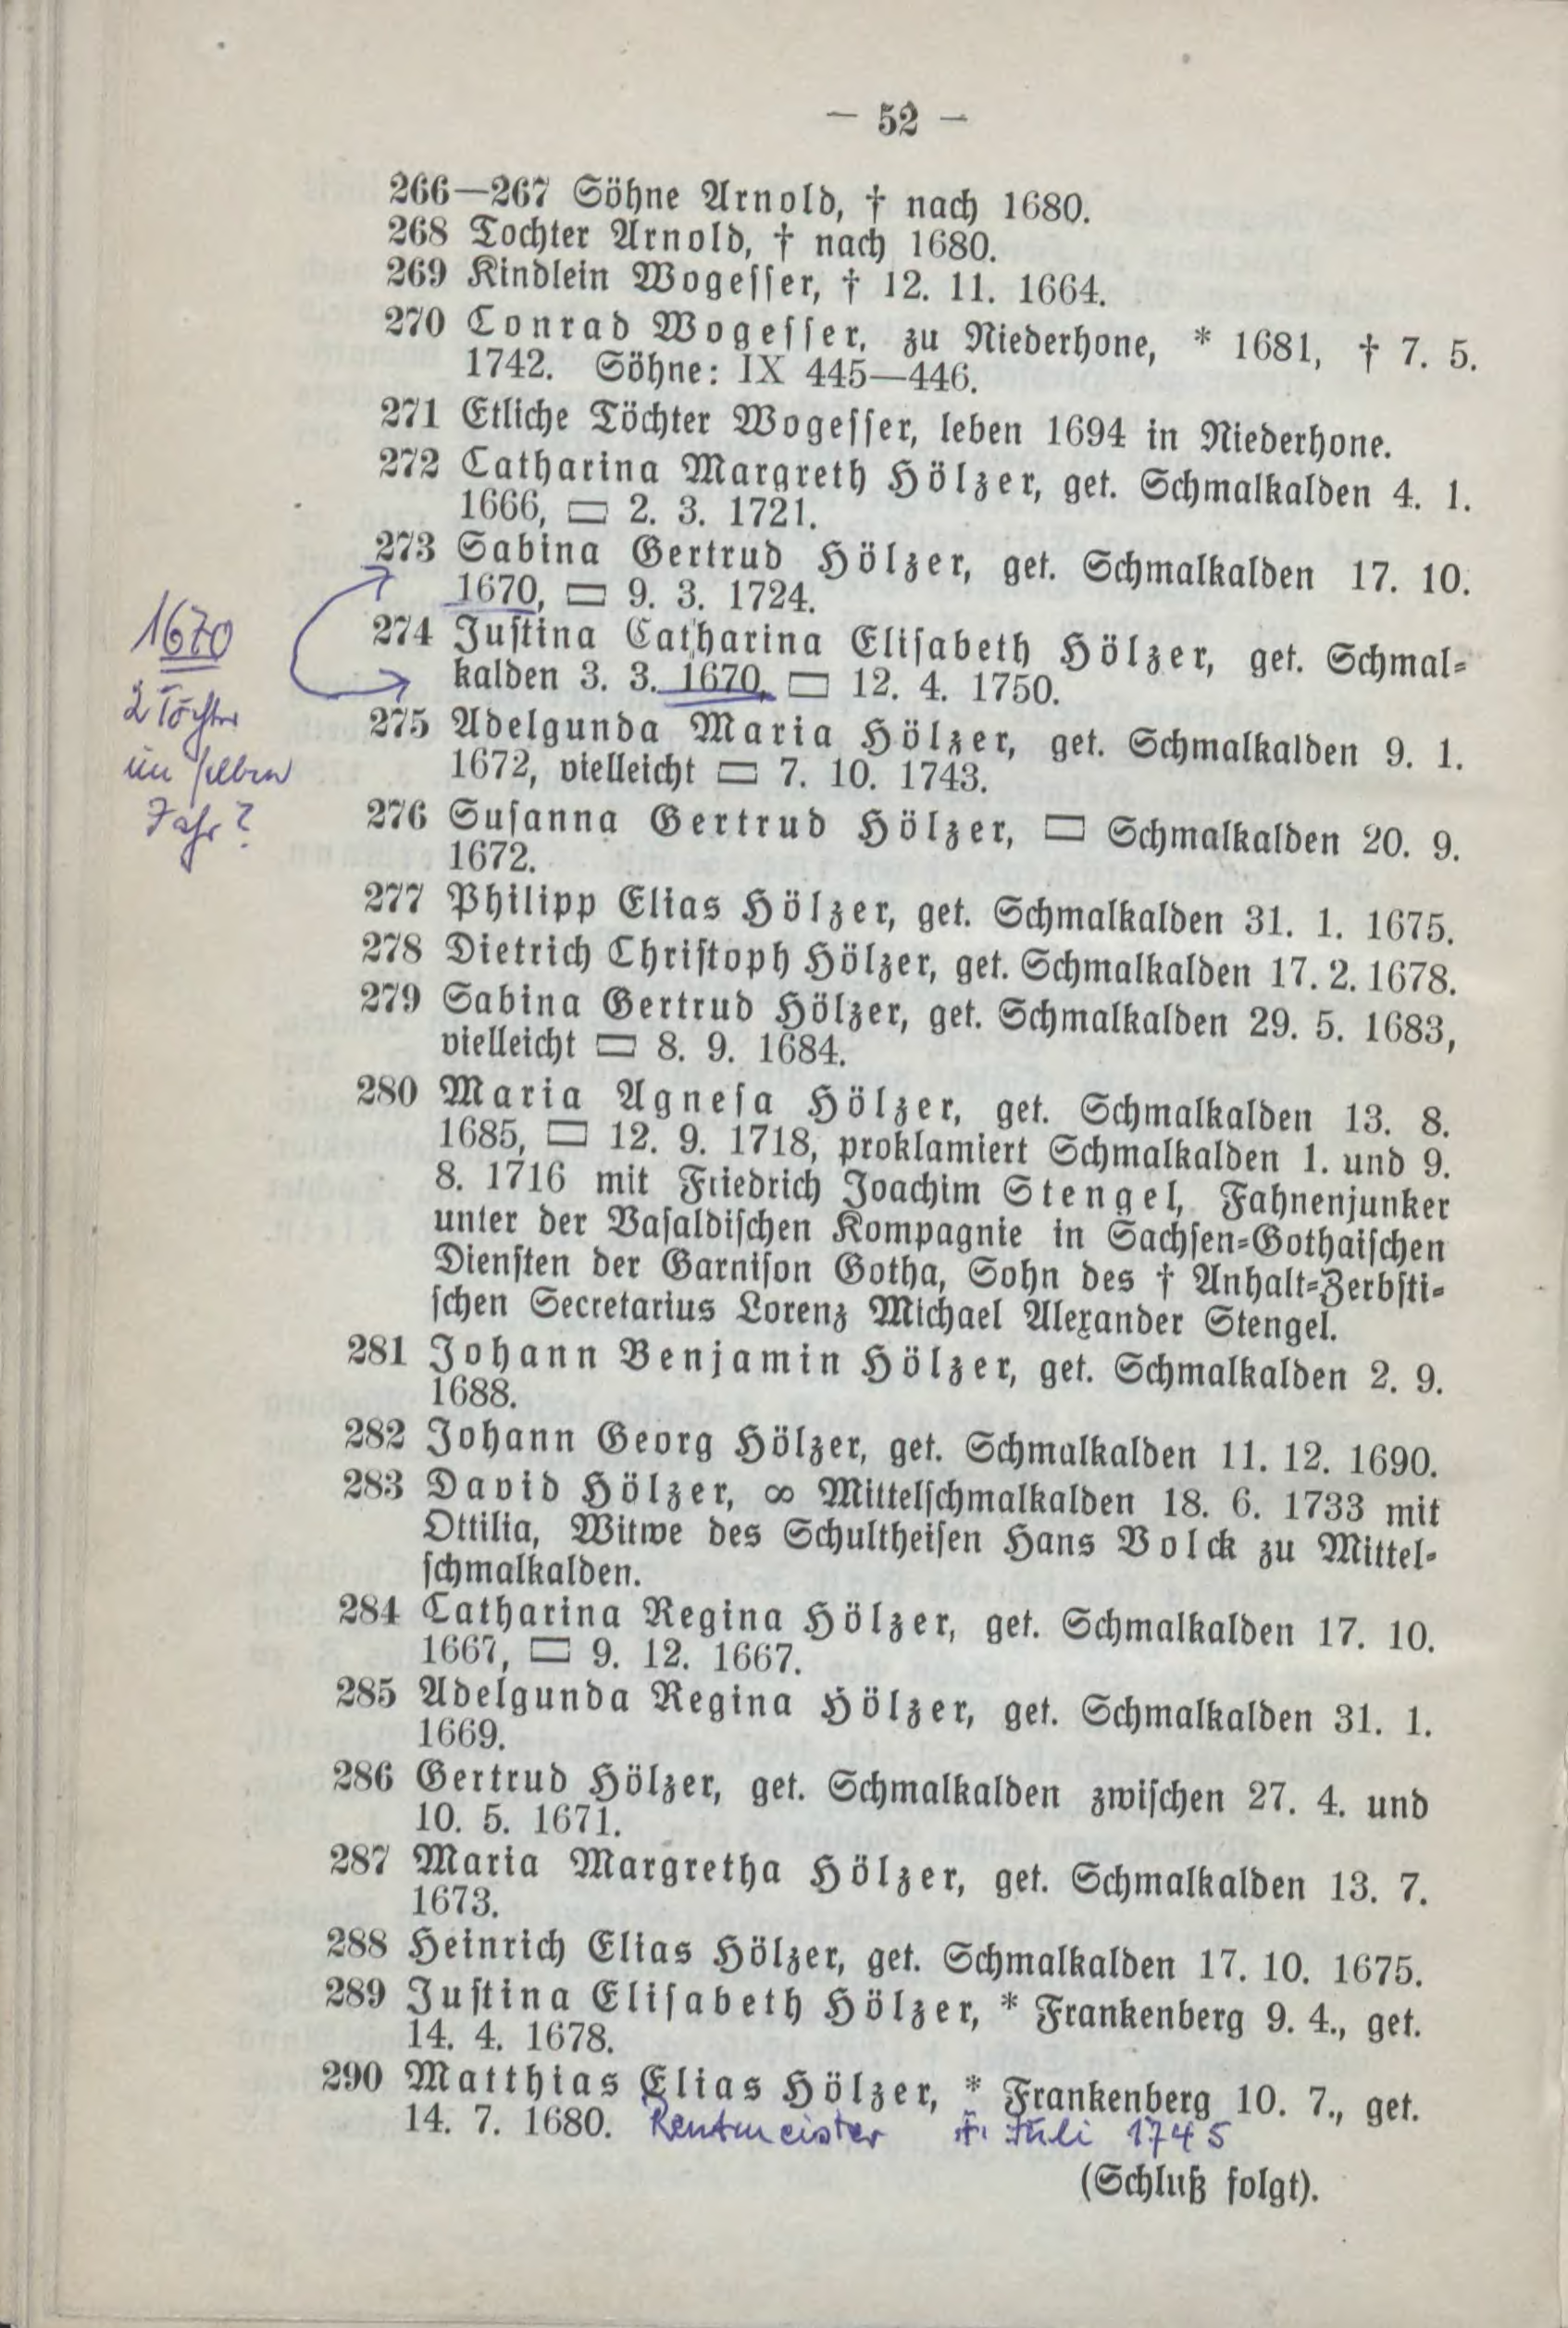 — 52 —
266—267 Söhne Arnold, † nach 1680.
268 Tochter Arnold, † nach 1680.
269 Kindlein Wogesser, † 12. 11. 1664.
270 Conrad Wogesser, zu Niederhone, * 1681, † 7. 5.
1742. Söhne: IX 445—446.
271 Etliche Töchter Wogesser, leben 1694 in Niederhone.
272 Catharina Margreth Hölzer, get. Schmalkalden 4. 1.
1666, ▭ 2. 3. 1721.
273 Sabina Gertrud Hölzer, get. Schmalkalden 17. 10.
1670, ▭ 9. 3. 1724.
274 Justina Catharina Elisabeth Hölzer, get. Schmal-
kalden 3. 3. 1670, ▭ 12. 4. 1750.
1670
2 Töchter
im selben
Jahr?
275 Adelgunda Maria Hölzer, get. Schmalkalden 9. 1.
1672, vielleicht ▭ 7. 10. 1743.
276 Susanna Gertrud Hölzer, ▭ Schmalkalden 20. 9.
1672.
277 Philipp Elias Hölzer, get. Schmalkalden 31. 1. 1675.
278 Dietrich Christoph Hölzer, get. Schmalkalden 17. 2. 1678.
279 Sabina Gertrud Hölzer, get. Schmalkalden 29. 5. 1683,
vielleicht ▭ 8. 9. 1684.
280 Maria Agnesa Hölzer, get. Schmalkalden 13. 8.
1685, ▭ 12. 9. 1718, proklamiert Schmalkalden 1. und 9.
8. 1716 mit Friedrich Joachim Stengel, Fahnenjunker
unter der Vasaldischen Kompagnie in Sachsen-Gothaischen
Diensten der Garnison Gotha, Sohn des † Anhalt-Zerbsti-
schen Secretarius Lorenz Michael Alexander Stengel.
281 Johann Benjamin Hölzer, get. Schmalkalden 2. 9.
1688.
282 Johann Georg Hölzer, get. Schmalkalden 11. 12. 1690.
283 David Hölzer, ∞ Mittelschmalkalden 18. 6. 1733 mit
Ottilia, Witwe des Schultheisen Hans Volck zu Mittel-
schmalkalden.
284 Catharina Regina Hölzer, get. Schmalkalden 17. 10.
1667, ▭ 9. 12. 1667.
285 Adelgunda Regina Hölzer, get. Schmalkalden 31. 1.
1669.
286 Gertrud Hölzer, get. Schmalkalden zwischen 27. 4. und
10. 5. 1671.
287 Maria Margretha Hölzer, get. Schmalkalden 13. 7.
1673.
288 Heinrich Elias Hölzer, get. Schmalkalden 17. 10. 1675.
289 Justina Elisabeth Hölzer, * Frankenberg 9. 4., get.
14. 4. 1678.
290 Matthias Elias Hölzer, * Frankenberg 10. 7., get.
14. 7. 1680. Rentmeister †. Juli 1745
(Schluß folgt).